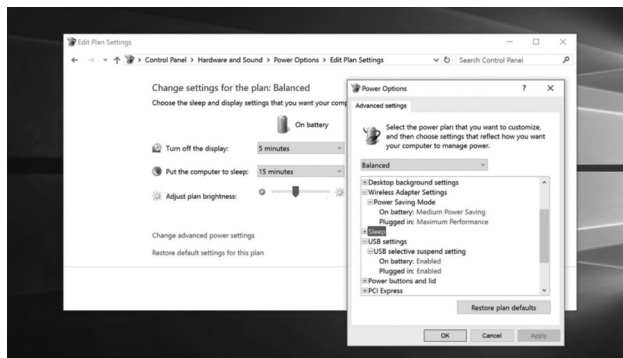 Edit Plan Settings
Control Panel > Hardware and Sound > Power Options > Edit Plan Settings
Search Control Panel
Change settings for the plan: Balanced
Choose the sleep and display settings that you want your comp
On battery
Turn off the display: 5 minutes
Put the computer to sleep: 15 minutes
Adjust plan brightness:
Change advanced power settings
Restore default settings for this plan
Power Options
Advanced settings
Select the power plan that you want to customize,
and then choose settings that reflect how you want
your computer to manage power.
Balanced
Desktop background settings
Wireless Adapter Settings
Power Saving Mode
On battery: Medium Power Saving
Plugged in: Maximum Performance
Sleep
USB settings
USB selective suspend setting
On battery: Enabled
Plugged in: Enabled
Power buttons and lid
PCI Express
Restore plan defaults
OK Cancel Apply